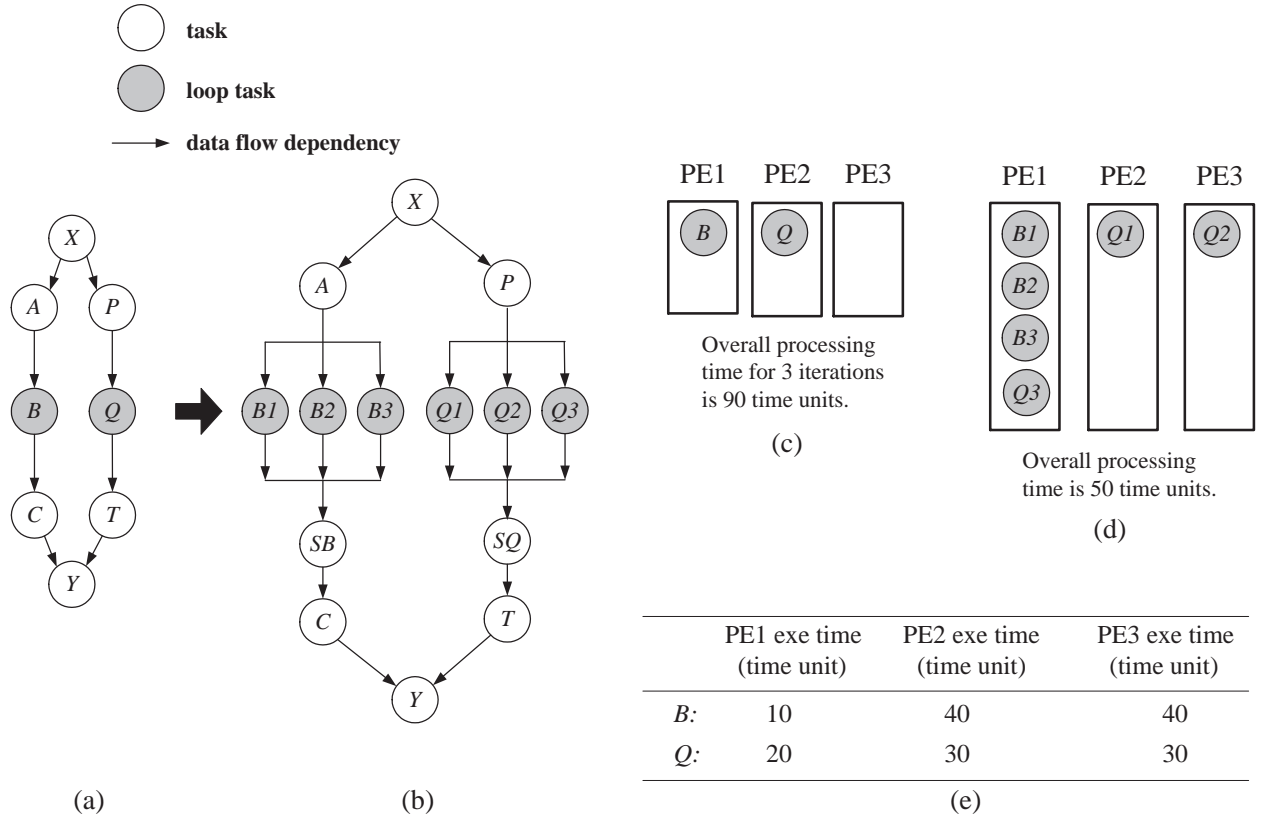 task
loop task
data flow dependency
X
A P
B Q
C T
Y
(a)
X
A P
B1 B2 B3 Q1 Q2 Q3
SB SQ
C T
Y
(b)
PE1 PE2 PE3
B Q
Overall processing
time for 3 iterations
is 90 time units.
(c)
PE1 PE2 PE3
B1 Q1 Q2
B2
B3
Q3
Overall processing
time is 50 time units.
(d)
PE1 exe time PE2 exe time PE3 exe time
(time unit) (time unit) (time unit)
B: 10 40 40
Q: 20 30 30
(e)